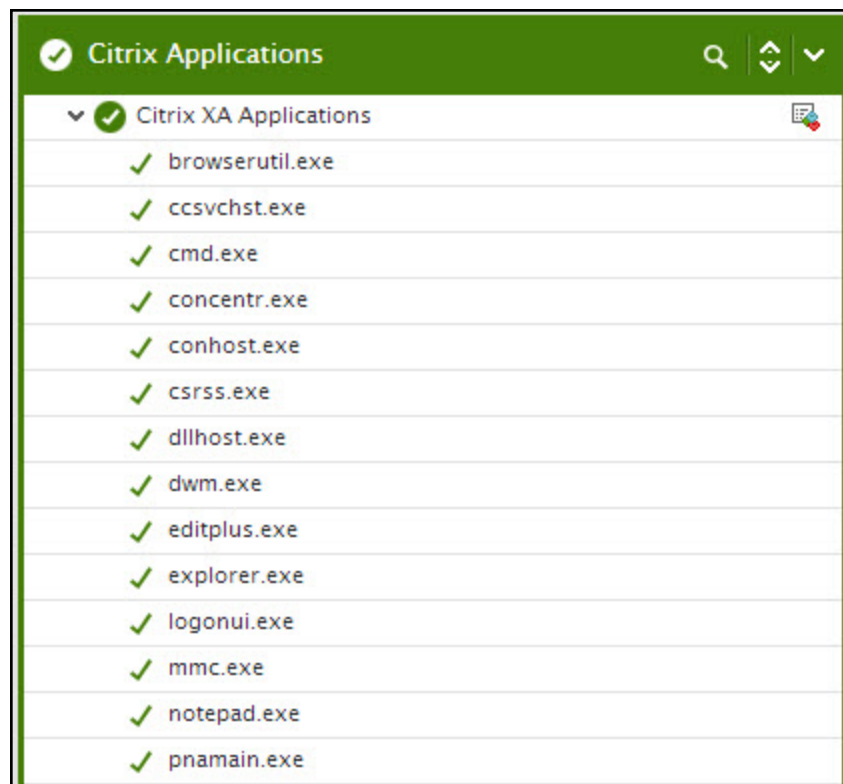 Citrix Applications
Citrix XA Applications
browserutil.exe
ccsvchst.exe
cmd.exe
concentr.exe
conhost.exe
csrss.exe
dllhost.exe
dwm.exe
editplus.exe
explorer.exe
logonui.exe
mmc.exe
notepad.exe
pnamain.exe